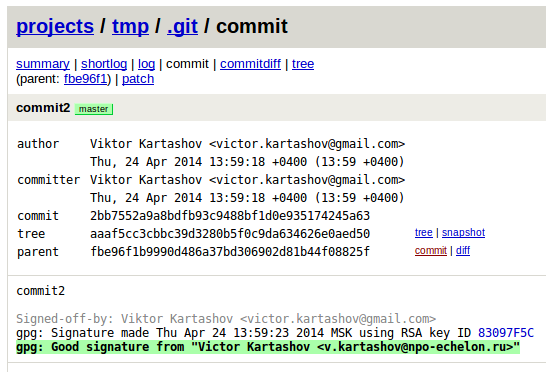 projects / tmp / .git / commit
summary | shortlog | log | commit | commitdiff | tree
(parent: fbe96f1) | patch
commit2 master
author Viktor Kartashov <victor.kartashov@gmail.com>
Thu, 24 Apr 2014 13:59:18 +0400 (13:59 +0400)
committer Viktor Kartashov <victor.kartashov@gmail.com>
Thu, 24 Apr 2014 13:59:18 +0400 (13:59 +0400)
commit 2bb7552a9a8bdfb93c9488bf1d0e935174245a63
tree aaaf5cc3cbbc39d3280b5f0c9da634626e0aed50 tree | snapshot
parent fbe96f1b9990d486a37bd306902d81b44f08825f commit | diff
commit2
Signed-off-by: Viktor Kartashov <victor.kartashov@gmail.com>
gpg: Signature made Thu Apr 24 13:59:23 2014 MSK using RSA key ID 83097F5C
gpg: Good signature from "Victor Kartashov <v.kartashov@npo-echelon.ru>"